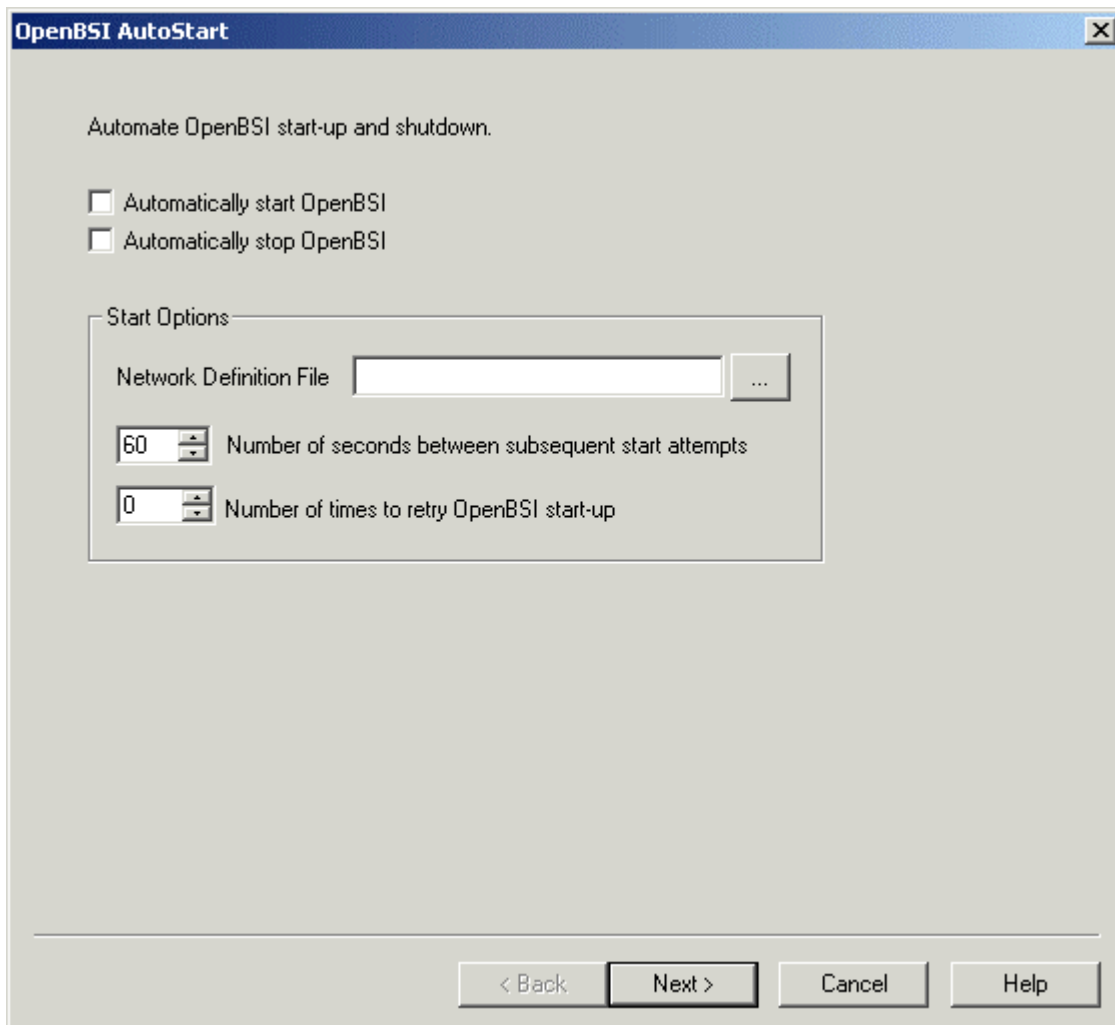 OpenBSI AutoStart
Automate OpenBSI start-up and shutdown.
Automatically start OpenBSI
Automatically stop OpenBSI
Start Options
Network Definition File ...
60 Number of seconds between subsequent start attempts
0 Number of times to retry OpenBSI start-up
< Back Next > Cancel Help